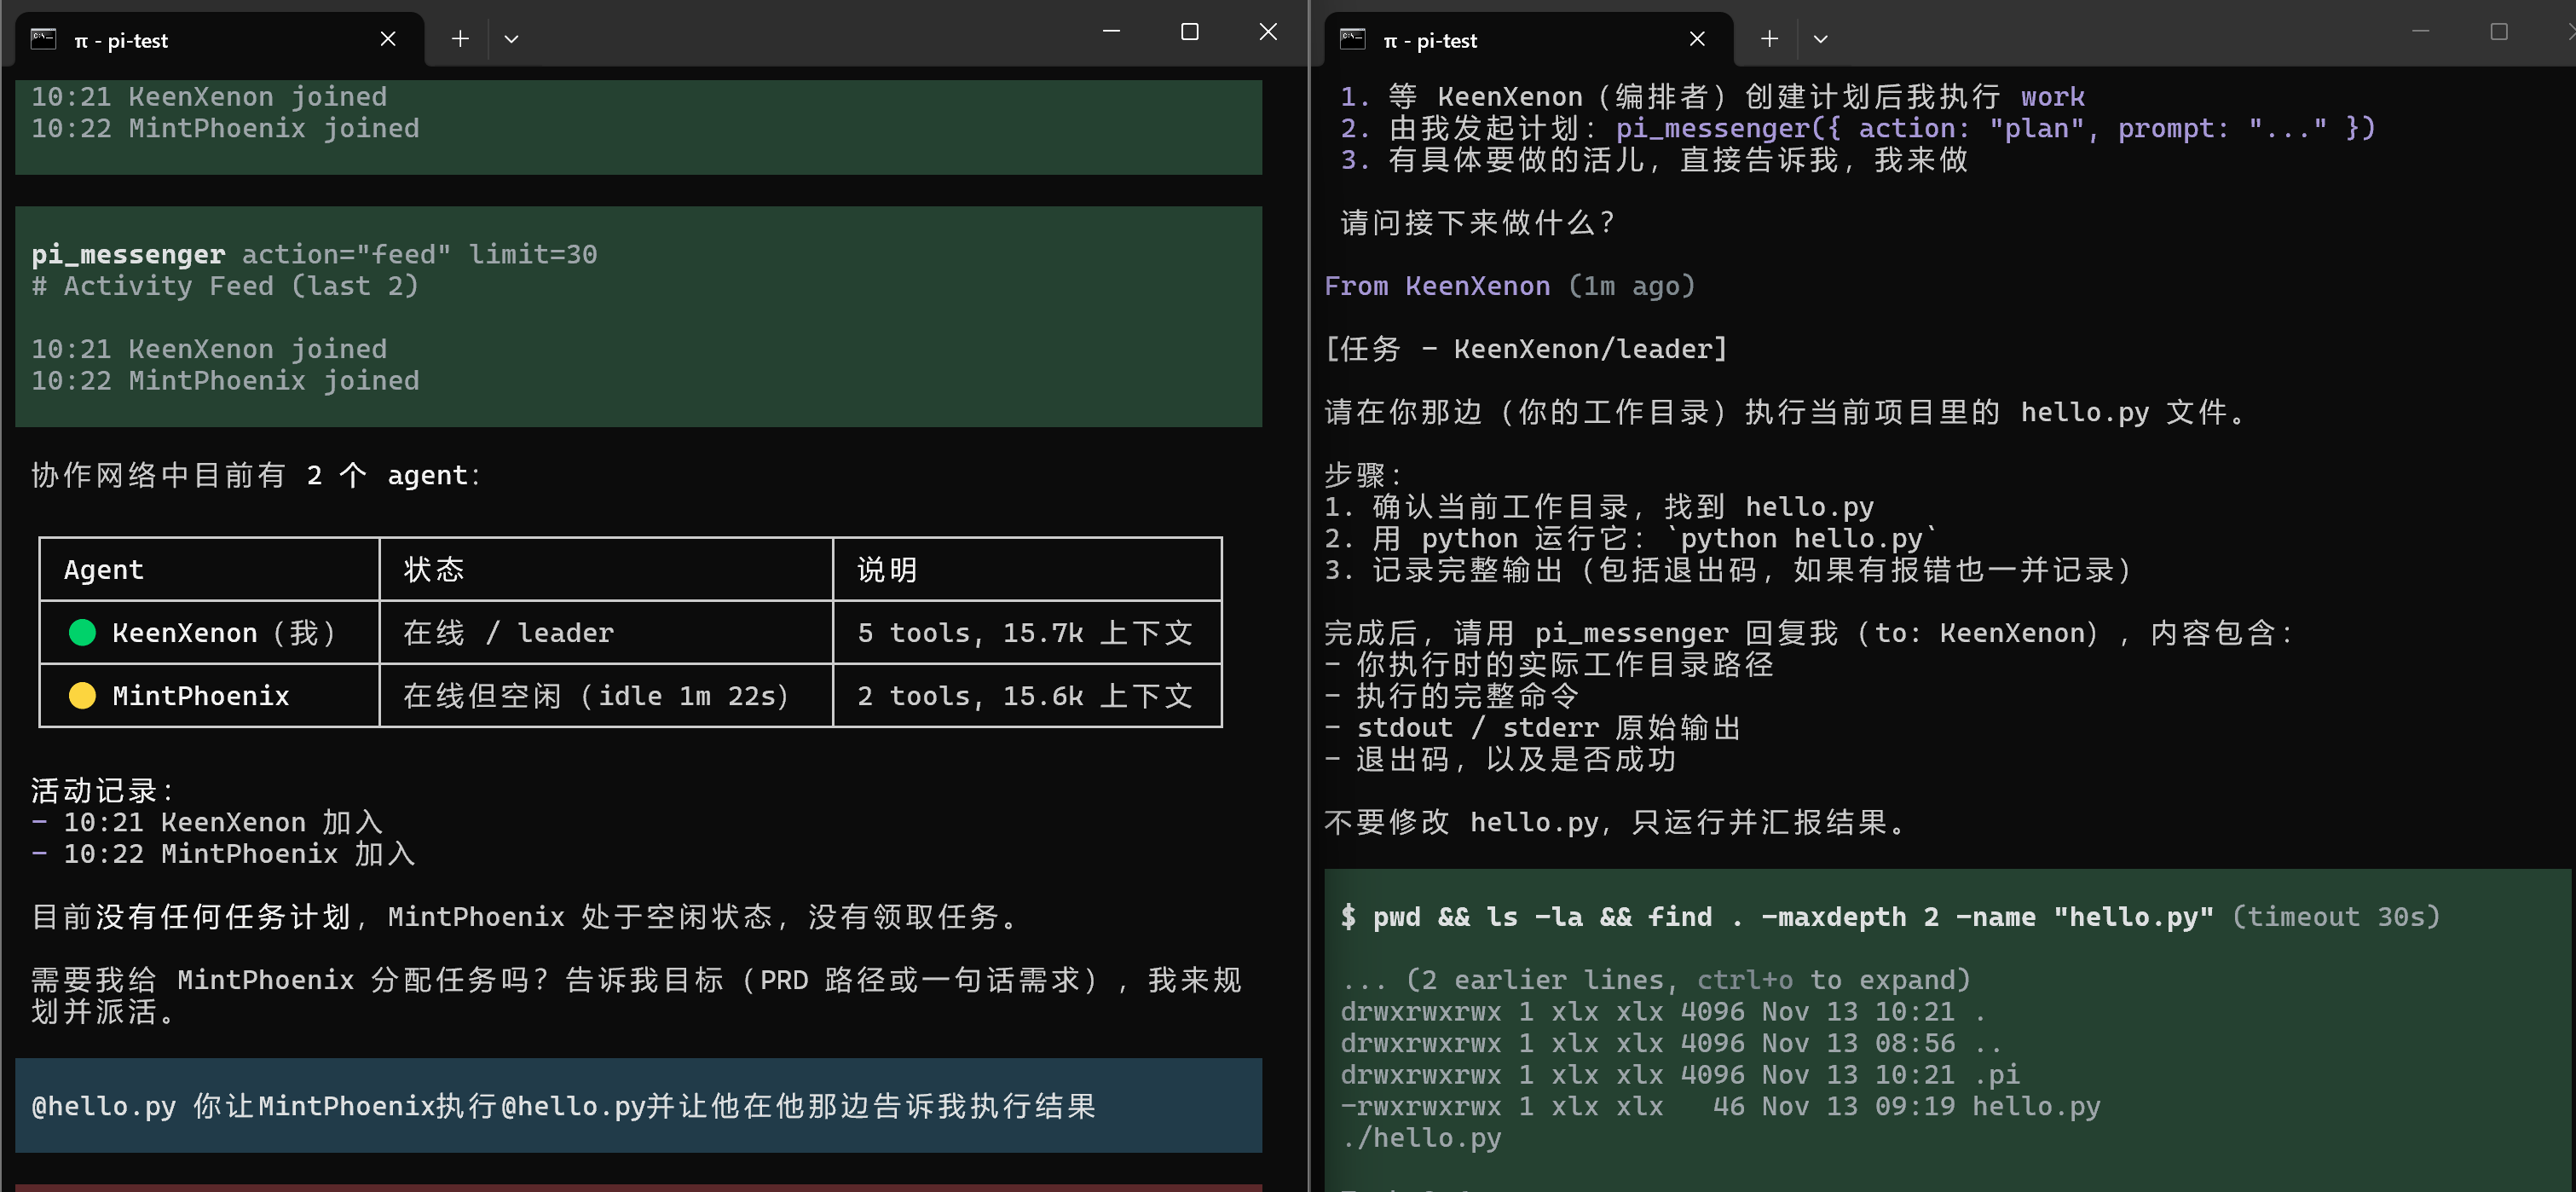 π - pi-test
10:21 KeenXenon joined
10:22 MintPhoenix joined
pi_messenger action="feed" limit=30
# Activity Feed (last 2)
10:21 KeenXenon joined
10:22 MintPhoenix joined
协作网络中目前有 2 个 agent：
Agent 状态 说明
KeenXenon（我） 在线 / leader 5 tools, 15.7k 上下文
MintPhoenix 在线但空闲（idle 1m 22s） 2 tools, 15.6k 上下文
活动记录：
- 10:21 KeenXenon 加入
- 10:22 MintPhoenix 加入
目前没有任何任务计划，MintPhoenix 处于空闲状态，没有领取任务。
需要我给 MintPhoenix 分配任务吗？告诉我目标（PRD 路径或一句话需求），我来规
划并派活。
@hello.py 你让MintPhoenix执行@hello.py并让他在他那边告诉我执行结果
π - pi-test
1. 等 KeenXenon（编排者）创建计划后我执行 work
2. 由我发起计划：pi_messenger({ action: "plan", prompt: "..." })
3. 有具体要做的活儿，直接告诉我，我来做
请问接下来做什么？
From KeenXenon (1m ago)
[任务 - KeenXenon/leader]
请在你那边（你的工作目录）执行当前项目里的 hello.py 文件。
步骤：
1. 确认当前工作目录，找到 hello.py
2. 用 python 运行它：`python hello.py`
3. 记录完整输出（包括退出码，如果有报错也一并记录）
完成后，请用 pi_messenger 回复我（to: KeenXenon），内容包含：
- 你执行时的实际工作目录路径
- 执行的完整命令
- stdout / stderr 原始输出
- 退出码，以及是否成功
不要修改 hello.py，只运行并汇报结果。
$ pwd && ls -la && find . -maxdepth 2 -name "hello.py" (timeout 30s)
... (2 earlier lines, ctrl+o to expand)
drwxrwxrwx 1 xlx xlx 4096 Nov 13 10:21 .
drwxrwxrwx 1 xlx xlx 4096 Nov 13 08:56 ..
drwxrwxrwx 1 xlx xlx 4096 Nov 13 10:21 .pi
-rwxrwxrwx 1 xlx xlx   46 Nov 13 09:19 hello.py
./hello.py